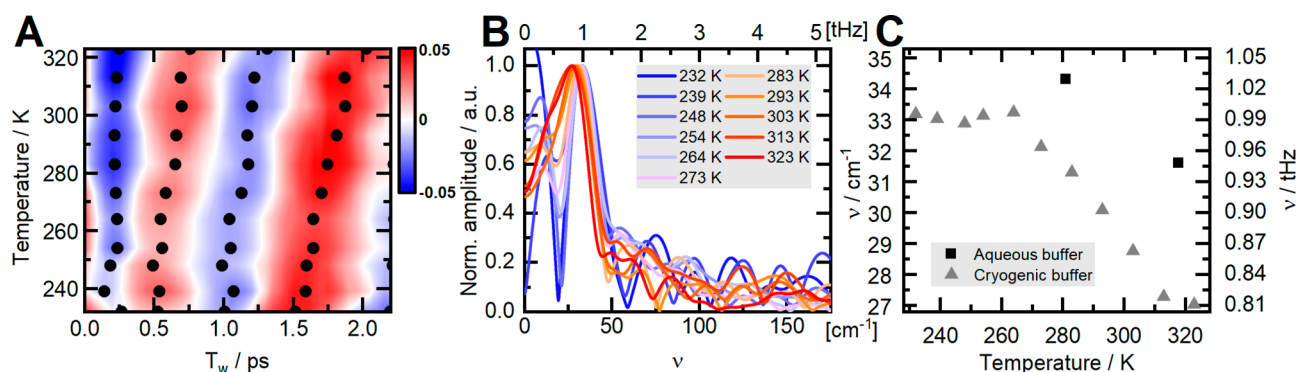 A
Temperature / K
320
300
280
260
240
0.0 0.5 1.0 1.5 2.0
T_w / ps
0.05
0
-0.05
B
0 1 2 3 4 5 [tHz]
Norm. amplitude / a.u.
1.0
0.8
0.6
0.4
0.2
0.0
232 K 283 K
239 K 293 K
248 K 303 K
254 K 313 K
264 K 323 K
273 K
0 50 100 150 [cm⁻¹]
ν
C
ν / cm⁻¹
35
34
33
32
31
30
29
28
27
Aqueous buffer
Cryogenic buffer
240 260 280 300 320
Temperature / K
1.05
1.02
0.99
0.96
0.93
0.90
0.87
0.84
0.81
ν / tHz